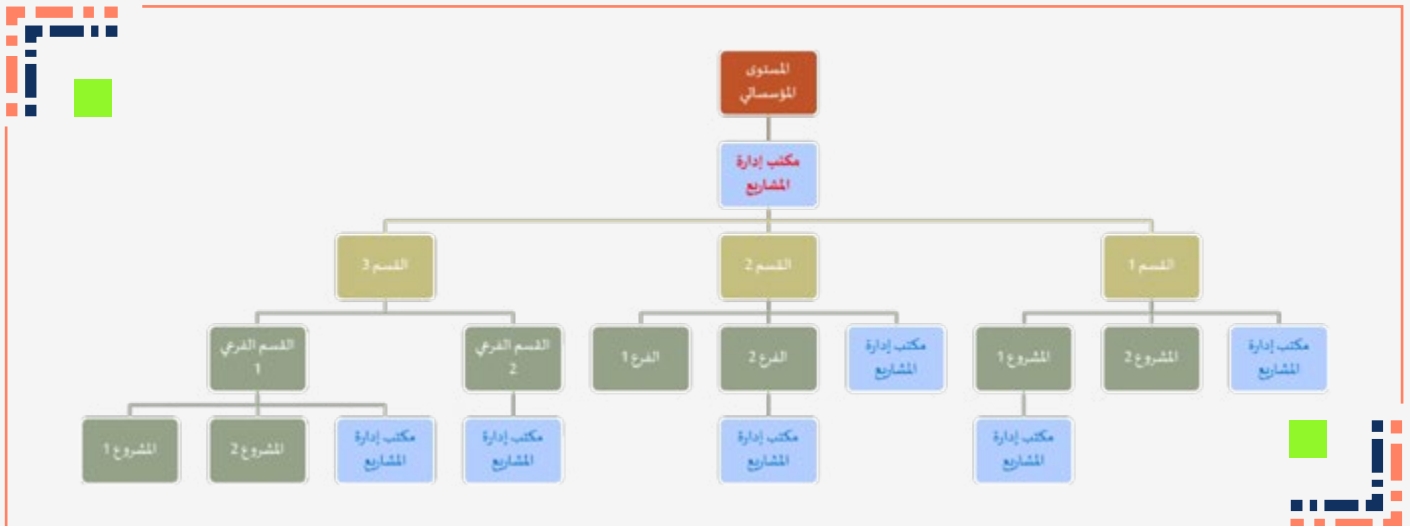 المستوى
المؤسساتي
مكتب إدارة
المشاريع
القسم 1
القسم 2
القسم 3
مكتب إدارة
المشاريع
المشروع 2
المشروع 1
مكتب إدارة
المشاريع
الفرع 2
الفرع 1
القسم الفرعي
2
القسم الفرعي
1
مكتب إدارة
المشاريع
مكتب إدارة
المشاريع
مكتب إدارة
المشاريع
مكتب إدارة
المشاريع
المشروع 2
المشروع 1